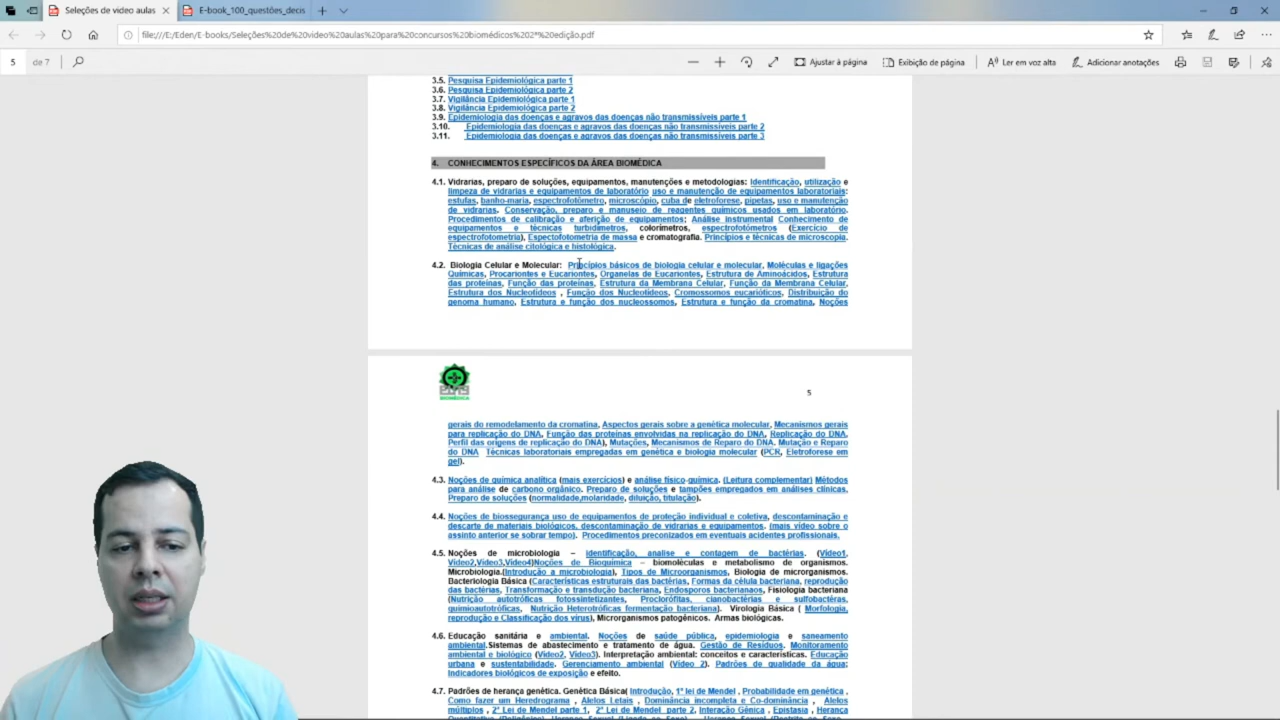 Seleções de video aulas
E-book_100_questões_decifradas
file:///E:/Eden/E-books/Seleções%20de%20video%20aulas%20para%20concursos%20biomédicos%202ª%20edição.pdf
5 de 7
Ajustar à página
Exibição de página
Ler em voz alta
Adicionar anotações
3.5. Pesquisa Epidemiológica parte 1
3.6. Pesquisa Epidemiológica parte 2
3.7. Vigilância Epidemiológica parte 1
3.8. Vigilância Epidemiológica parte 2
3.9. Epidemiologia das doenças e agravos das doenças não transmissíveis parte 1
3.10. Epidemiologia das doenças e agravos das doenças não transmissíveis parte 2
3.11. Epidemiologia das doenças e agravos das doenças não transmissíveis parte 3
4. CONHECIMENTOS ESPECÍFICOS DA ÁREA BIOMÉDICA
4.1. Vidrarias, preparo de soluções, equipamentos, manutenções e metodologias: Identificação, utilização e
limpeza de vidrarias e equipamentos de laboratório uso e manutenção de equipamentos laboratoriais:
estufas, banho-maria, espectrofotômetro, microscópio, cuba de eletroforese, pipetas, uso e manutenção
de vidrarias. Conservação, preparo e manuseio de reagentes químicos usados em laboratório.
Procedimentos de calibração e aferição de equipamentos; Análise instrumental Conhecimento de
equipamentos e técnicas turbidímetros, colorímetros, espectrofotômetros (Exercício de
espectrofotometria), Espectofotometria de massa e cromatografia. Princípios e técnicas de microscopia.
Técnicas de análise citológica e histológica.
4.2. Biologia Celular e Molecular: Princípios básicos de biologia celular e molecular, Moléculas e ligações
Químicas, Procariontes e Eucariontes, Organelas de Eucariontes, Estrutura de Aminoácidos, Estrutura
das proteínas, Função das proteínas, Estrutura da Membrana Celular, Função da Membrana Celular,
Estrutura dos Nucleotídeos , Função dos Nucleotídeos, Cromossomos eucarióticos, Distribuição do
genoma humano, Estrutura e função dos nucleossomos, Estrutura e função da cromatina, Noções
BIOMÉDICA
5
gerais do remodelamento da cromatina, Aspectos gerais sobre a genética molecular, Mecanismos gerais
para replicação do DNA, Função das proteínas envolvidas na replicação do DNA, Replicação do DNA,
Perfil das origens de replicação do DNA), Mutações, Mecanismos de Reparo do DNA. Mutação e Reparo
do DNA Técnicas laboratoriais empregadas em genética e biologia molecular (PCR, Eletroforese em
gel).
4.3. Noções de química analítica (mais exercícios) e análise físico-química. (Leitura complementar) Métodos
para análise de carbono orgânico. Preparo de soluções e tampões empregados em análises clínicas.
Preparo de soluções (normalidade,molaridade, diluição, titulação).
4.4. Noções de biossegurança uso de equipamentos de proteção individual e coletiva, descontaminação e
descarte de materiais biológicos, descontaminação de vidrarias e equipamentos. (mais vídeo sobre o
assinto anterior se sobrar tempo). Procedimentos preconizados em eventuais acidentes profissionais.
4.5. Noções de microbiologia – identificação, analise e contagem de bactérias. (Vídeo1,
Vídeo2,Vídeo3,Vídeo4)Noções de Bioquímica – biomoléculas e metabolismo de organismos.
Microbiologia.(Introdução a microbiologia), Tipos de Microorganismos, Biologia de microrganismos.
Bacteriologia Básica (Características estruturais das bactérias, Formas da célula bacteriana, reprodução
das bactérias, Transformação e transdução bacteriana, Endosporos bacterianaos, Fisiologia bacteriana
(Nutrição autotróficas fotossintetizantes, Proclorófitas, cianobactérias e sulfobactéras,
quimioautotróficas, Nutrição Heterotróficas fermentação bacteriana). Virologia Básica ( Morfologia,
reprodução e Classificação dos vírus), Microrganismos patogênicos. Armas biológicas.
4.6. Educação sanitária e ambiental. Noções de saúde pública, epidemiologia e saneamento
ambiental.Sistemas de abastecimento e tratamento de água. Gestão de Resíduos. Monitoramento
ambiental e biológico (Vídeo2, Vídeo3). Interpretação ambiental: conceitos e características. Educação
urbana e sustentabilidade. Gerenciamento ambiental (Vídeo 2). Padrões de qualidade da água;
Indicadores biológicos de exposição e efeito.
4.7. Padrões de herança genética. Genética Básica( Introdução, 1ª lei de Mendel , Probabilidade em genética ,
Como fazer um Heredrograma , Alelos Letais , Dominância incompleta e Co-dominância , Alelos
múltiplos , 2ª Lei de Mendel parte 1, 2ª Lei de Mendel parte 2, Interação Gênica , Epistasia , Herança